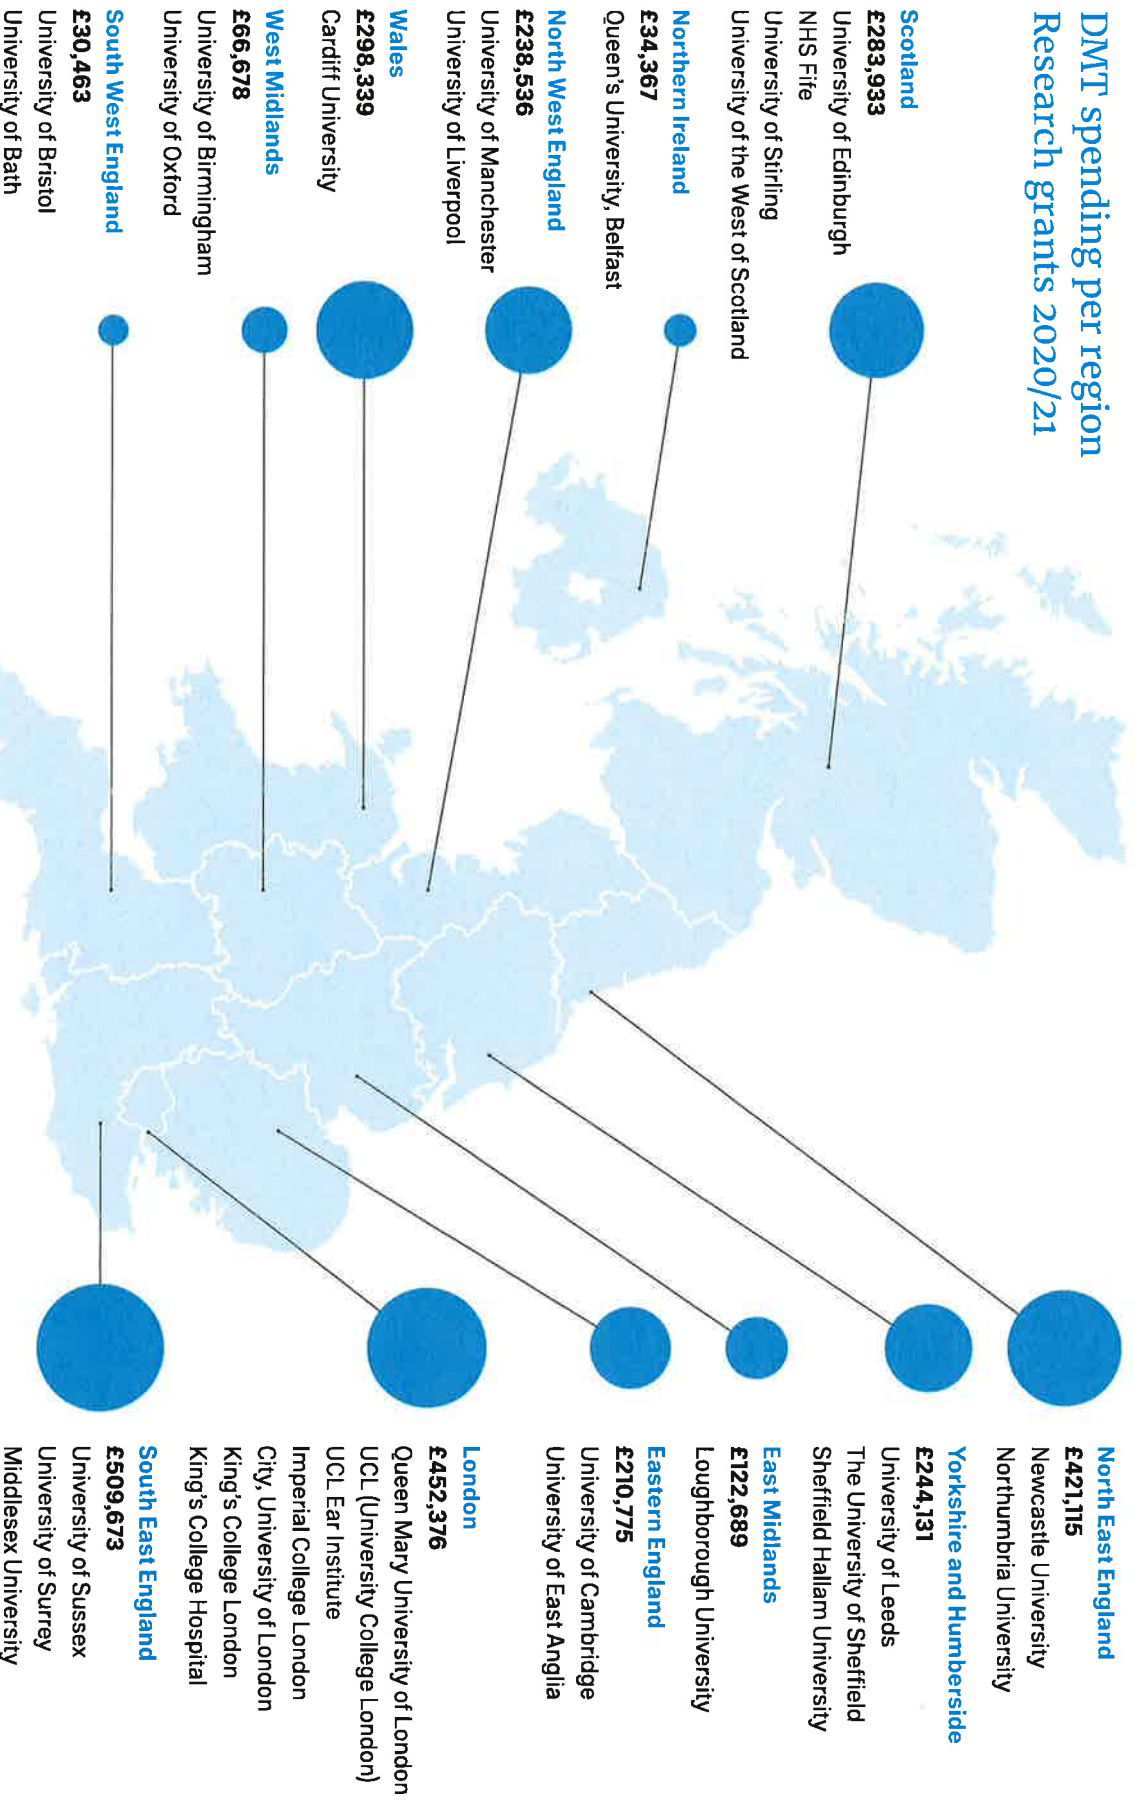 DMT spending per region
Research grants 2020/21
Scotland
£283,933
University of Edinburgh
NHS Fife
University of Stirling
University of the West of Scotland
Northern Ireland
£34,367
Queen's University, Belfast
North West England
£238,536
University of Manchester
University of Liverpool
Wales
£298,339
Cardiff University
West Midlands
£66,678
University of Birmingham
University of Oxford
South West England
£30,463
University of Bristol
University of Bath
North East England
£421,115
Newcastle University
Northumbria University
Yorkshire and Humberside
£244,131
University of Leeds
The University of Sheffield
Sheffield Hallam University
East Midlands
£122,689
Loughborough University
Eastern England
£210,775
University of Cambridge
University of East Anglia
London
£452,376
Queen Mary University of London
UCL (University College London)
UCL Ear Institute
Imperial College London
City, University of London
King's College London
King's College Hospital
South East England
£509,673
University of Sussex
University of Surrey
Middlesex University